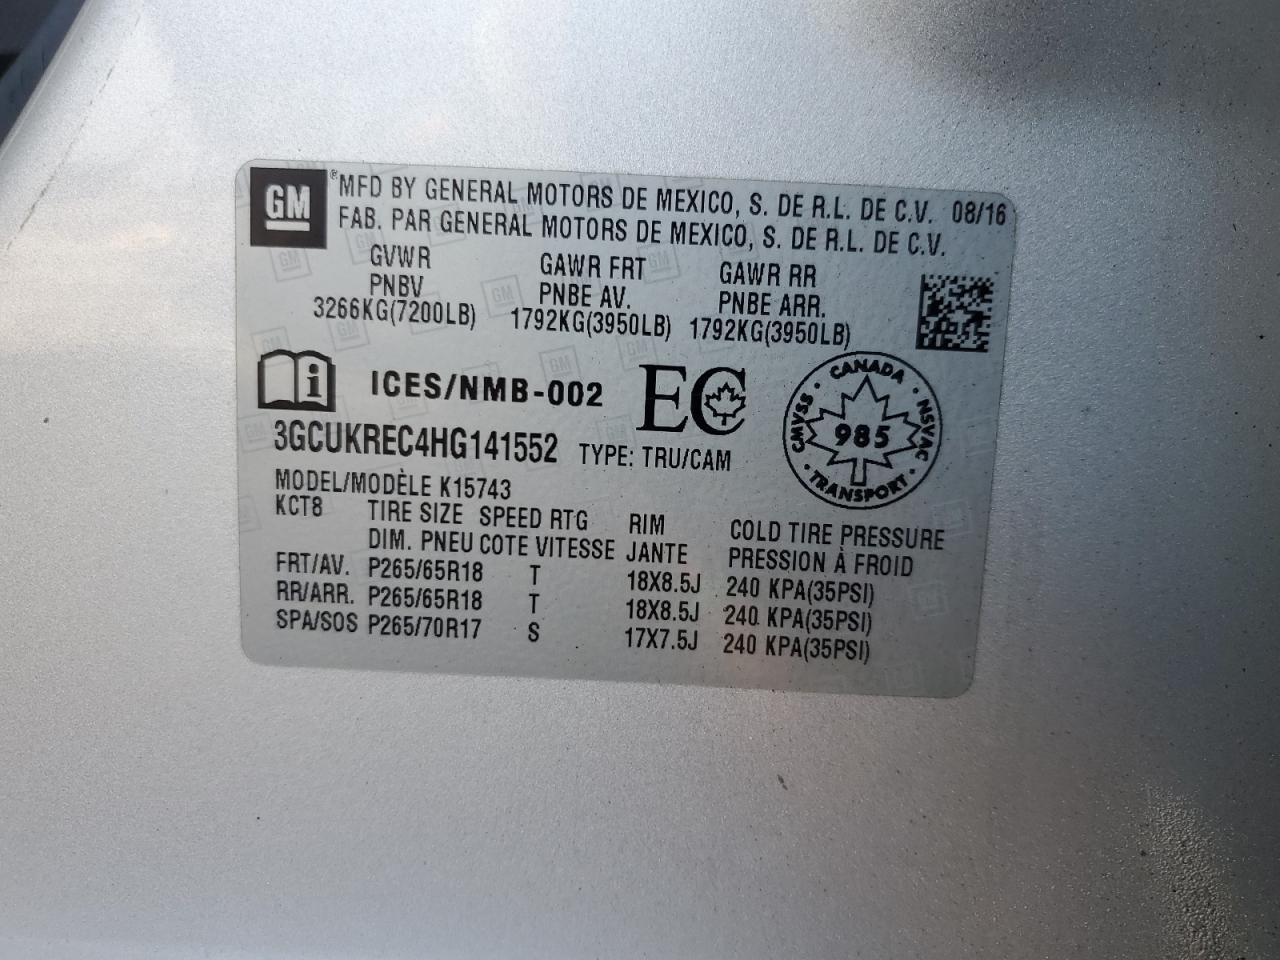 GM ® MFD BY GENERAL MOTORS DE MEXICO, S. DE R.L. DE C.V. 08/16
FAB. PAR GENERAL MOTORS DE MEXICO, S. DE R.L. DE C.V.
GVWR GAWR FRT GAWR RR
PNBV PNBE AV. PNBE ARR.
3266KG(7200LB) 1792KG(3950LB) 1792KG(3950LB)
i ICES/NMB-002 EC
CANADA · NSVAC · TRANSPORT · CMVSS · 985
3GCUKREC4HG141552 TYPE: TRU/CAM
MODEL/MODÈLE K15743
KCT8 TIRE SIZE SPEED RTG RIM COLD TIRE PRESSURE
DIM. PNEU COTE VITESSE JANTE PRESSION À FROID
FRT/AV. P265/65R18 T 18X8.5J 240 KPA(35PSI)
RR/ARR. P265/65R18 T 18X8.5J 240 KPA(35PSI)
SPA/SOS P265/70R17 S 17X7.5J 240 KPA(35PSI)